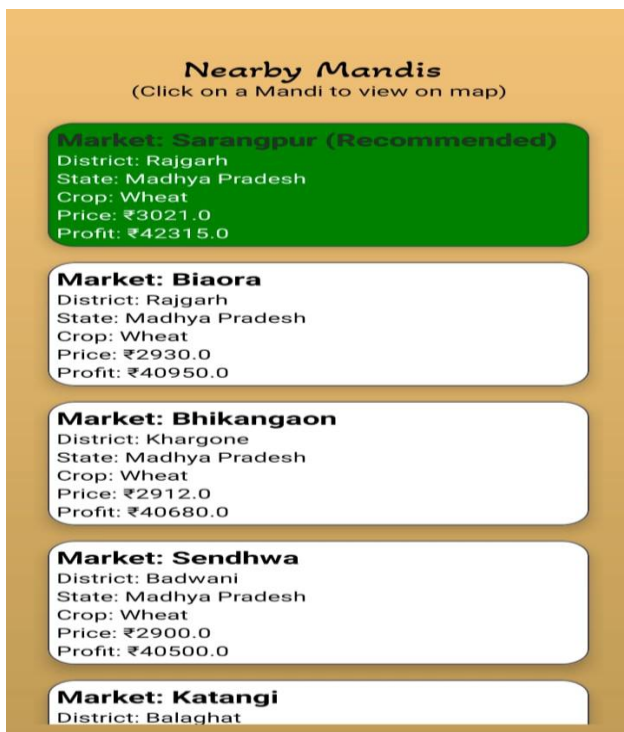 Nearby Mandis
(Click on a Mandi to view on map)
Market: Sarangpur (Recommended)
District: Rajgarh
State: Madhya Pradesh
Crop: Wheat
Price: ₹3021.0
Profit: ₹42315.0
Market: Biaora
District: Rajgarh
State: Madhya Pradesh
Crop: Wheat
Price: ₹2930.0
Profit: ₹40950.0
Market: Bhikangaon
District: Khargone
State: Madhya Pradesh
Crop: Wheat
Price: ₹2912.0
Profit: ₹40680.0
Market: Sendhwa
District: Badwani
State: Madhya Pradesh
Crop: Wheat
Price: ₹2900.0
Profit: ₹40500.0
Market: Katangi
District: Balaghat